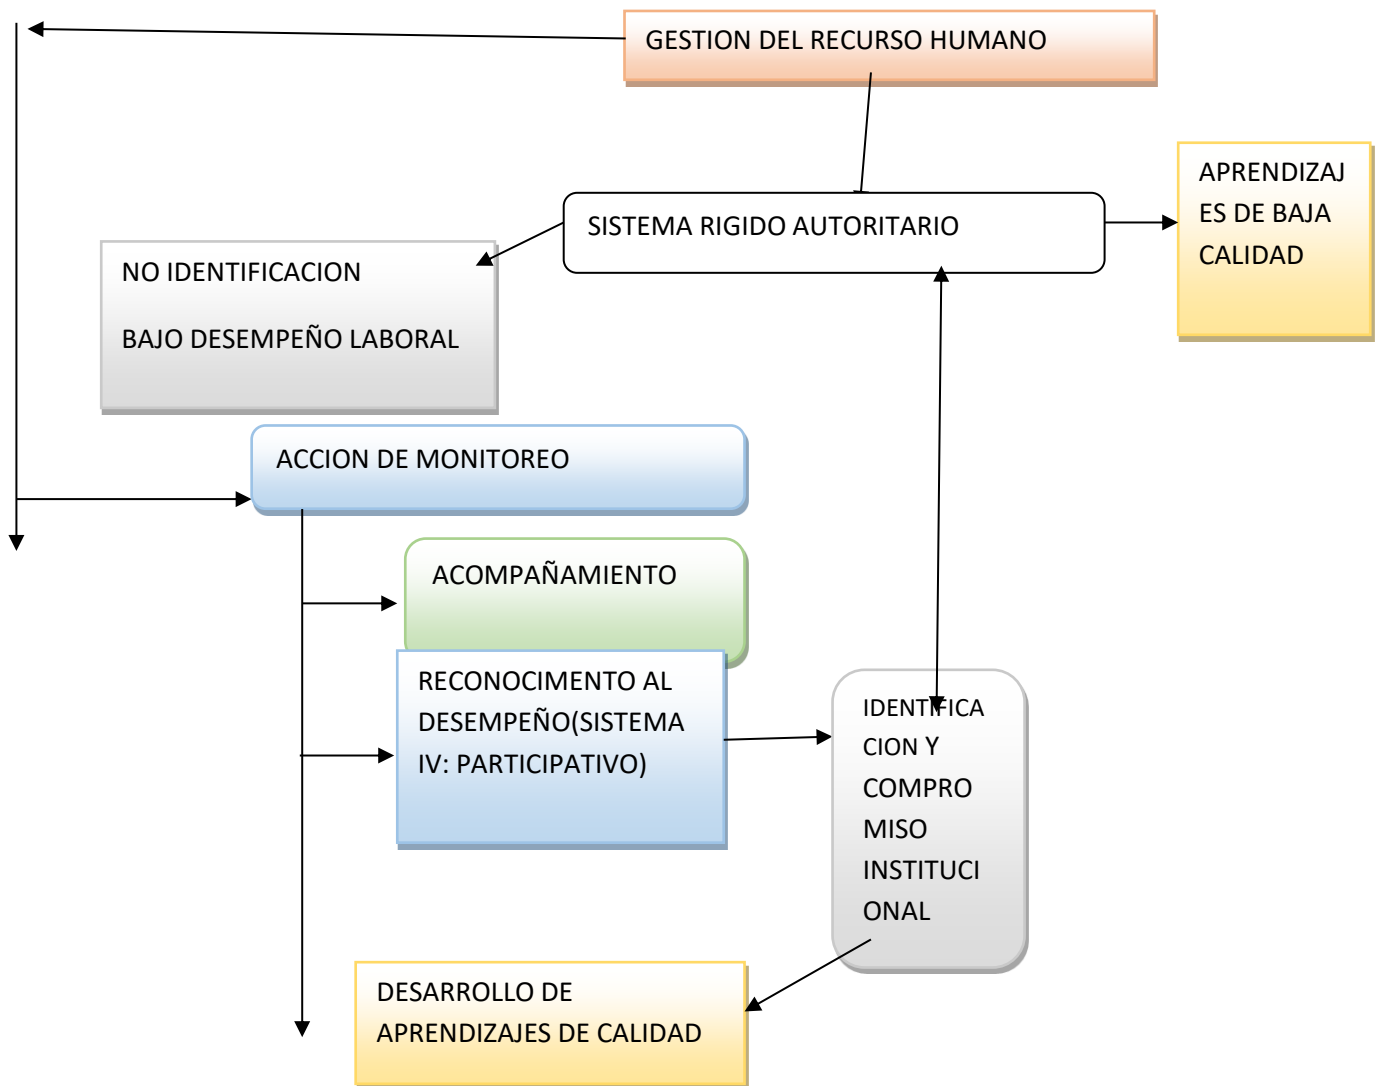 GESTION DEL RECURSO HUMANO
APRENDIZAJ
ES DE BAJA
CALIDAD
SISTEMA RIGIDO AUTORITARIO
NO IDENTIFICACION
BAJO DESEMPEÑO LABORAL
ACCION DE MONITOREO
ACOMPAÑAMIENTO
RECONOCIMENTO AL
DESEMPEÑO(SISTEMA
IV: PARTICIPATIVO)
IDENTIFICA
CION Y
COMPRO
MISO
INSTITUCI
ONAL
DESARROLLO DE
APRENDIZAJES DE CALIDAD